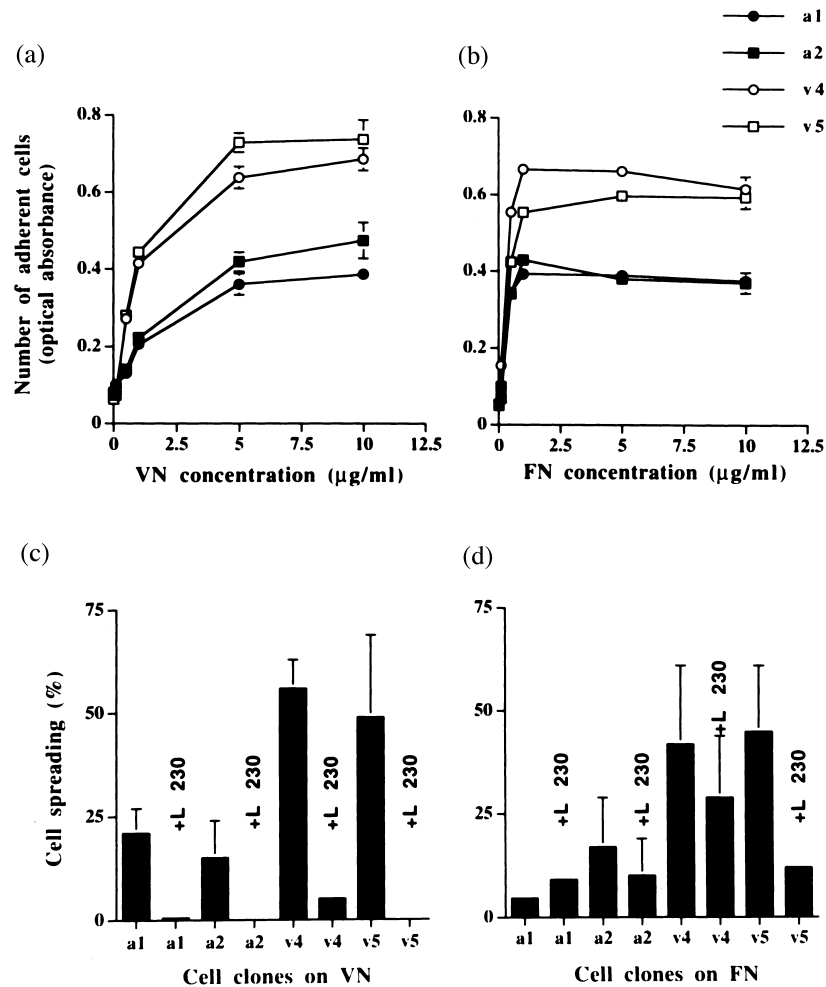 a1
a2
v4
v5
(a)
(b)
0.8
0.6
0.4
0.2
0
0
2.5
5
7.5
10
12.5
Number of adherent cells
(optical absorbance)
VN concentration (μg/ml)
0.8
0.6
0.4
0.2
0
0
2.5
5
7.5
10
12.5
FN concentration (μg/ml)
(c)
(d)
75
50
25
0
Cell spreading (%)
+L 230
+L 230
+L 230
+L 230
a1 a1 a2 a2 v4 v4 v5 v5
Cell clones on VN
75
50
25
0
+L 230
+L 230
+L 230
+L 230
a1 a1 a2 a2 v4 v4 v5 v5
Cell clones on FN